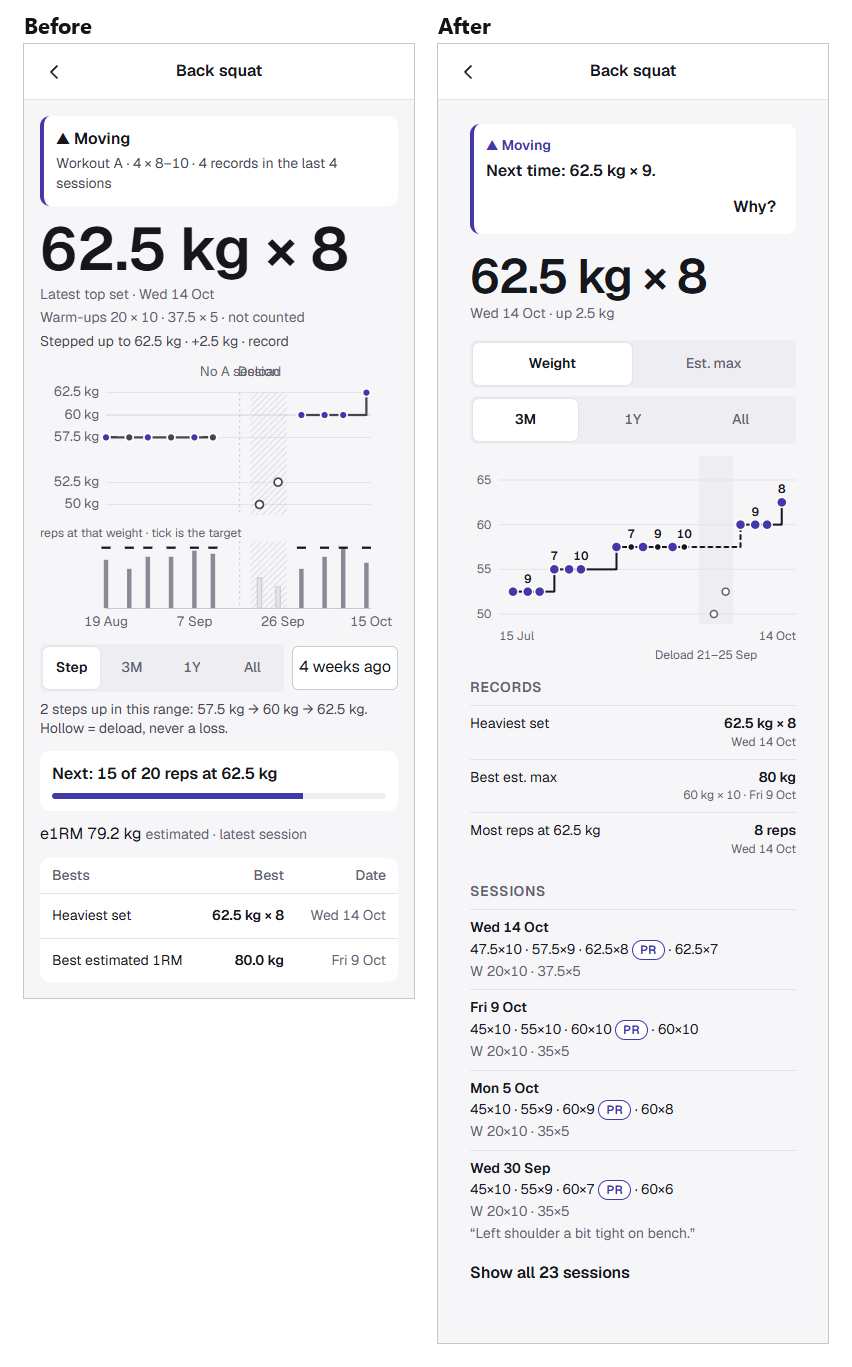 Before
Back squat
▲ Moving
Workout A · 4 × 8–10 · 4 records in the last 4
sessions
62.5 kg × 8
Latest top set · Wed 14 Oct
Warm-ups 20 × 10 · 37.5 × 5 · not counted
Stepped up to 62.5 kg · +2.5 kg · record
No A session
Deload
62.5 kg
60 kg
57.5 kg
52.5 kg
50 kg
reps at that weight · tick is the target
19 Aug 7 Sep 26 Sep 15 Oct
Step 3M 1Y All 4 weeks ago
2 steps up in this range: 57.5 kg → 60 kg → 62.5 kg.
Hollow = deload, never a loss.
Next: 15 of 20 reps at 62.5 kg
e1RM 79.2 kg estimated · latest session
Bests Best Date
Heaviest set 62.5 kg × 8 Wed 14 Oct
Best estimated 1RM 80.0 kg Fri 9 Oct
After
Back squat
▲ Moving
Next time: 62.5 kg × 9.
Why?
62.5 kg × 8
Wed 14 Oct · up 2.5 kg
Weight Est. max
3M 1Y All
65
8
60 9
7 9 10
55 7 10
9
50
15 Jul 14 Oct
Deload 21–25 Sep
RECORDS
Heaviest set 62.5 kg × 8
Wed 14 Oct
Best est. max 80 kg
60 kg × 10 · Fri 9 Oct
Most reps at 62.5 kg 8 reps
Wed 14 Oct
SESSIONS
Wed 14 Oct
47.5×10 · 57.5×9 · 62.5×8 PR · 62.5×7
W 20×10 · 37.5×5
Fri 9 Oct
45×10 · 55×10 · 60×10 PR · 60×10
W 20×10 · 35×5
Mon 5 Oct
45×10 · 55×9 · 60×9 PR · 60×8
W 20×10 · 35×5
Wed 30 Sep
45×10 · 55×9 · 60×7 PR · 60×6
W 20×10 · 35×5
“Left shoulder a bit tight on bench.”
Show all 23 sessions